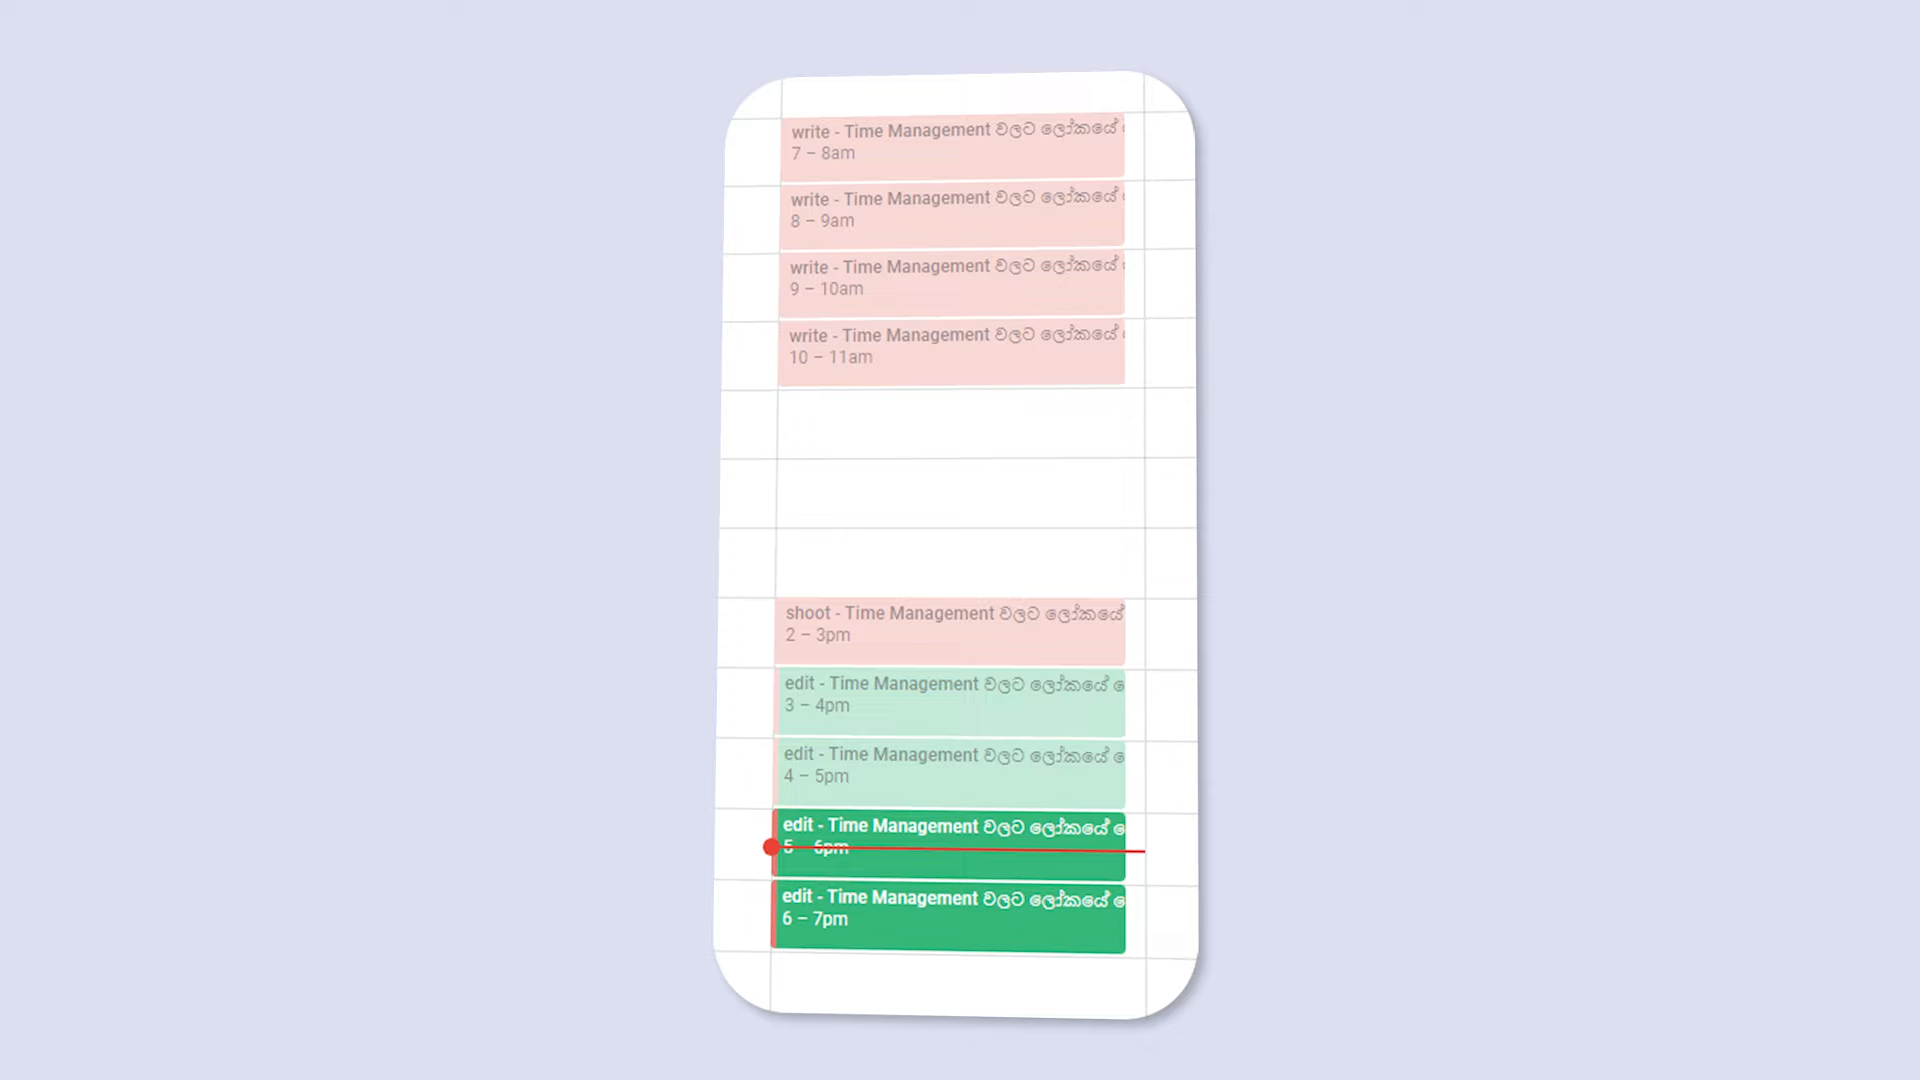 write - Time Management වලට ලෝකයේ
7 – 8am
write - Time Management වලට ලෝකයේ
8 – 9am
write - Time Management වලට ලෝකයේ
9 – 10am
write - Time Management වලට ලෝකයේ
10 – 11am
shoot - Time Management වලට ලෝකයේ
2 – 3pm
edit - Time Management වලට ලෝකයේ
3 – 4pm
edit - Time Management වලට ලෝකයේ
4 – 5pm
edit - Time Management වලට ලෝකයේ
5 – 6pm
edit - Time Management වලට ලෝකයේ
6 – 7pm